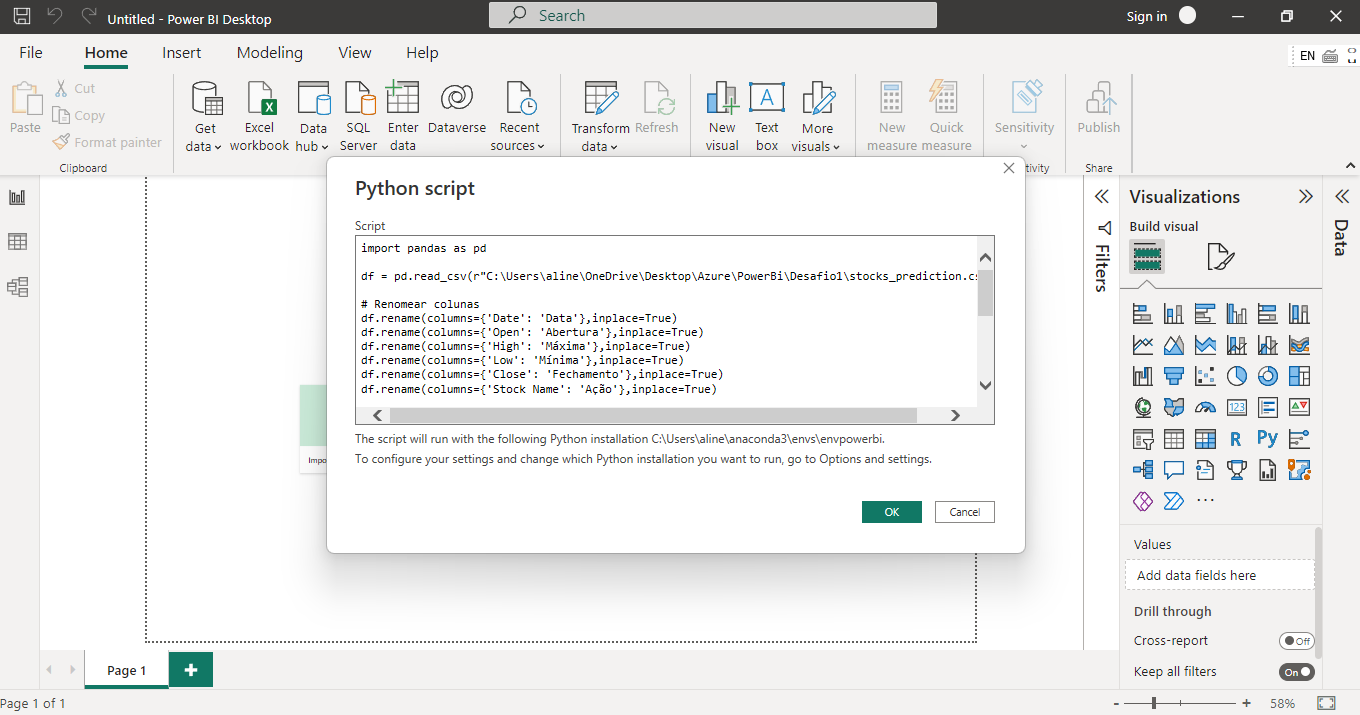 Untitled - Power BI Desktop
Search
Sign in
File Home Insert Modeling View Help
EN
Paste
Cut
Copy
Format painter
Clipboard
Get data
Excel workbook
Data hub
SQL Server
Enter data
Dataverse
Recent sources
Transform data
Refresh
New visual
Text box
More visuals
New measure
Quick measure
Sensitivity
tivity
Publish
Share
Python script
Script
import pandas as pd
df = pd.read_csv(r"C:\Users\aline\OneDrive\Desktop\Azure\PowerBi\Desafio1\stocks_prediction.cs
# Renomear colunas
df.rename(columns={'Date': 'Data'},inplace=True)
df.rename(columns={'Open': 'Abertura'},inplace=True)
df.rename(columns={'High': 'Máxima'},inplace=True)
df.rename(columns={'Low': 'Mínima'},inplace=True)
df.rename(columns={'Close': 'Fechamento'},inplace=True)
df.rename(columns={'Stock Name': 'Ação'},inplace=True)
The script will run with the following Python installation C:\Users\aline\anaconda3\envs\envpowerbi.
To configure your settings and change which Python installation you want to run, go to Options and settings.
OK
Cancel
Impo
Filters
Visualizations
Build visual
123
R
Py
Values
Add data fields here
Drill through
Cross-report
Off
Keep all filters
On
Data
Page 1
Page 1 of 1
58%